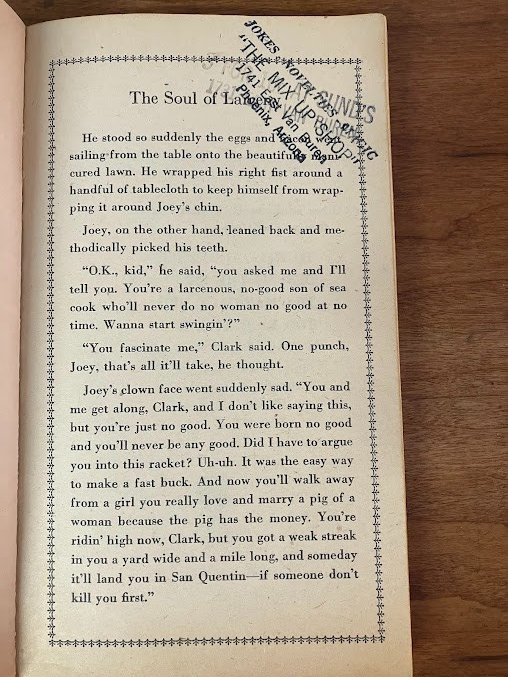 JOKES NOVELTIES MAGIC
"THE MIX UP SHOP"
1741 East Van Buren
Phoenix, Arizona
The Soul of
He stood so suddenly the eggs and
sailing from the table onto the beautifully
cured lawn. He wrapped his right fist around a
handful of tablecloth to keep himself from wrap-
ping it around Joey's chin.
Joey, on the other hand, leaned back and me-
thodically picked his teeth.
"O.K., kid," he said, "you asked me and I'll
tell you. You're a larcenous, no-good son of sea
cook who'll never do no woman no good at no
time. Wanna start swingin'?"
"You fascinate me," Clark said. One punch,
Joey, that's all it'll take, he thought.
Joey's clown face went suddenly sad. "You and
me get along, Clark, and I don't like saying this,
but you're just no good. You were born no good
and you'll never be any good. Did I have to argue
you into this racket? Uh-uh. It was the easy way
to make a fast buck. And now you'll walk away
from a girl you really love and marry a pig of a
woman because the pig has the money. You're
ridin' high now, Clark, but you got a weak streak
in you a yard wide and a mile long, and someday
it'll land you in San Quentin—if someone don't
kill you first."